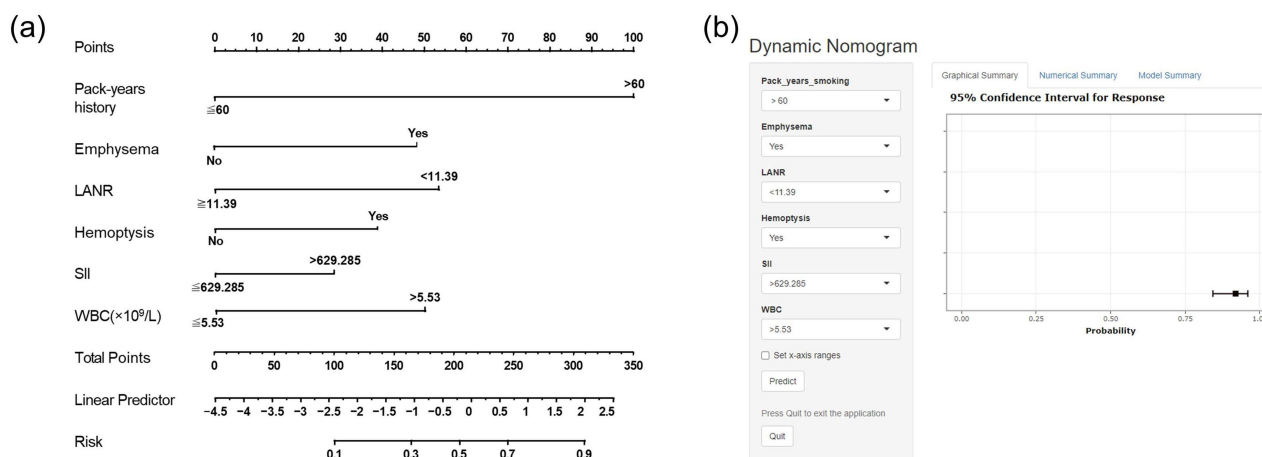 (a)
Points
0 10 20 30 40 50 60 70 80 90 100
>60
Pack-years
history
≦60
Yes
Emphysema
No
<11.39
LANR
≧11.39
Yes
Hemoptysis
No
>629.285
SII
≦629.285
>5.53
WBC(×10⁹/L)
≦5.53
Total Points
0 50 100 150 200 250 300 350
Linear Predictor
−4.5 −4 −3.5 −3 −2.5 −2 −1.5 −1 −0.5 0 0.5 1 1.5 2 2.5
Risk
0.1 0.3 0.5 0.7 0.9
(b)
Dynamic Nomogram
Pack_years_smoking
> 60
Emphysema
Yes
LANR
<11.39
Hemoptysis
Yes
SII
>629.285
WBC
>5.53
Set x-axis ranges
Predict
Press Quit to exit the application
Quit
Graphical Summary Numerical Summary Model Summary
95% Confidence Interval for Response
0.00 0.25 0.50 0.75 1.0
Probability